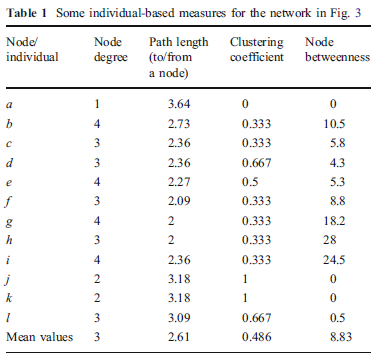 Table 1 Some individual-based measures for the network in Fig. 3
Node/ Node Path length Clustering Node
individual degree (to/from coefficient betweenness
a node)
a 1 3.64 0 0
b 4 2.73 0.333 10.5
c 3 2.36 0.333 5.8
d 3 2.36 0.667 4.3
e 4 2.27 0.5 5.3
f 3 2.09 0.333 8.8
g 4 2 0.333 18.2
h 3 2 0.333 28
i 4 2.36 0.333 24.5
j 2 3.18 1 0
k 2 3.18 1 0
l 3 3.09 0.667 0.5
Mean values 3 2.61 0.486 8.83